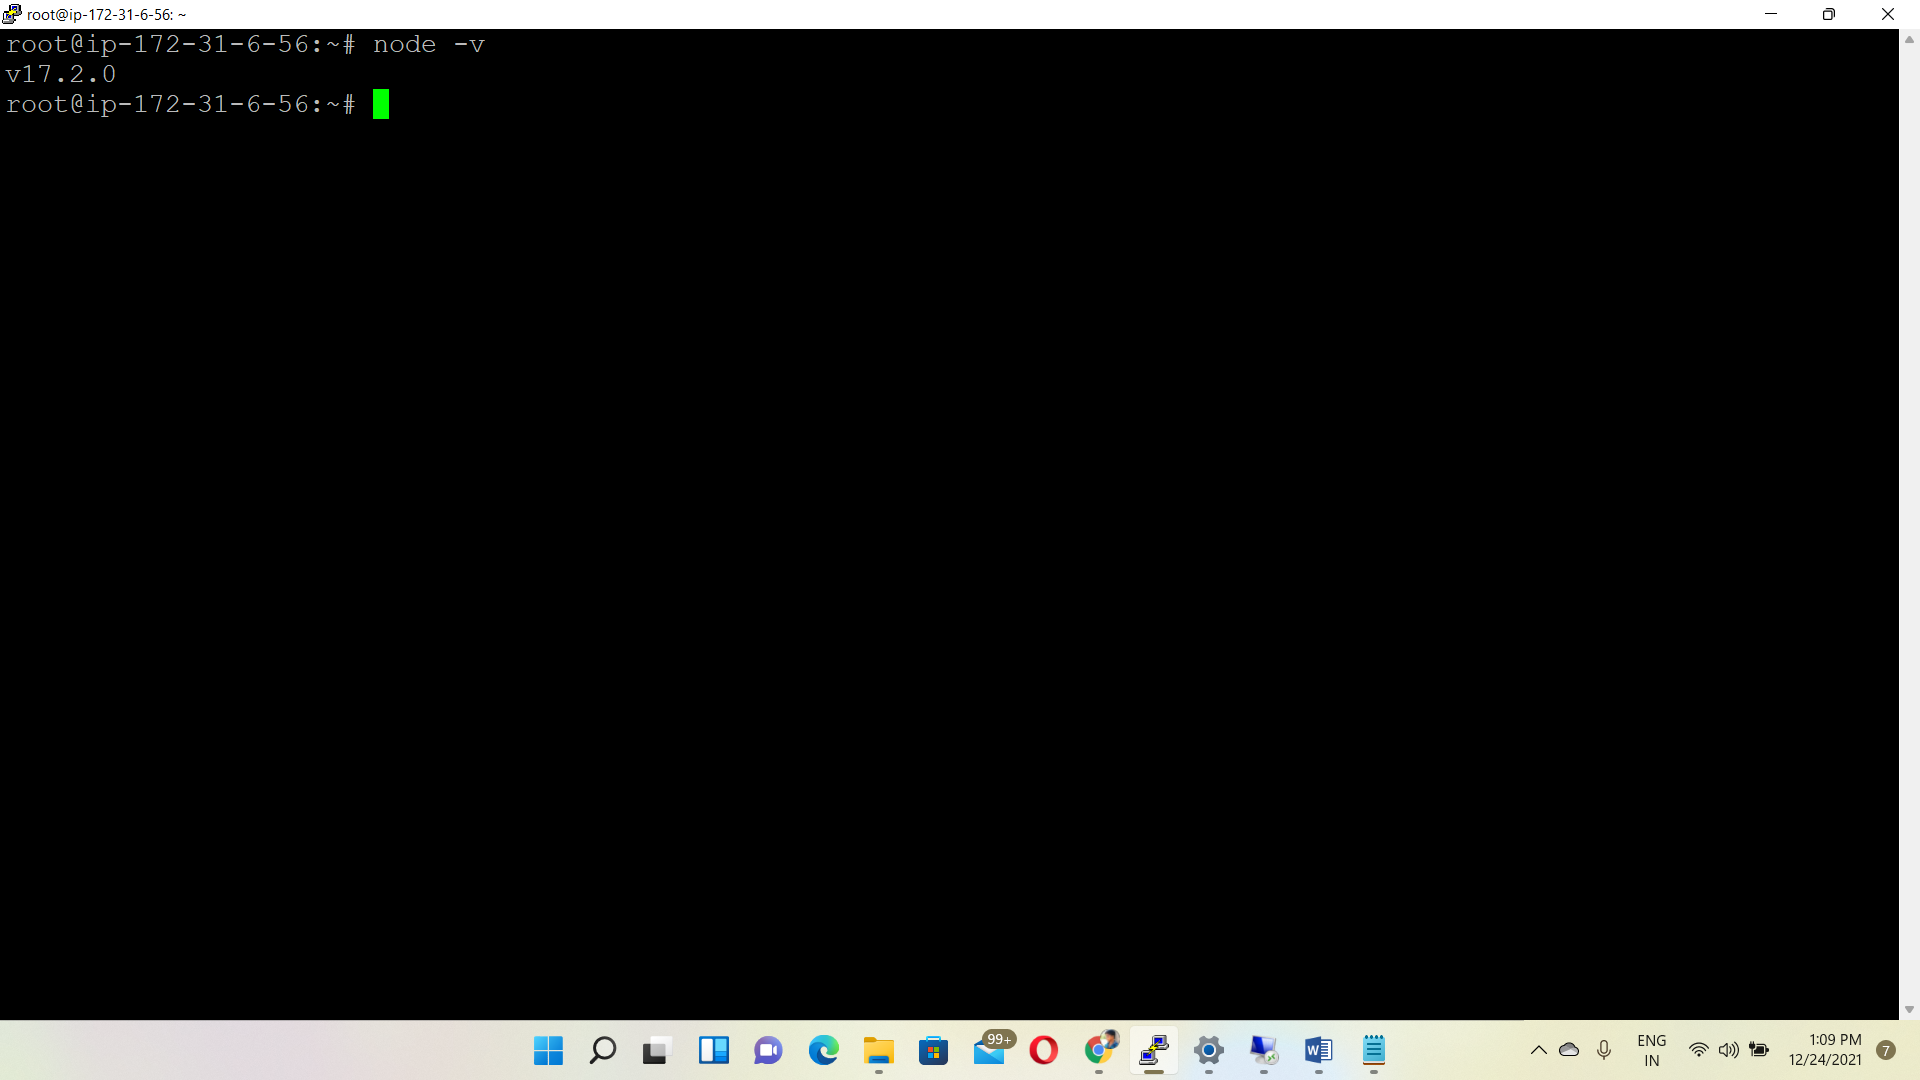 root@ip-172-31-6-56: ~
root@ip-172-31-6-56:~# node -v
v17.2.0
root@ip-172-31-6-56:~#
99+
W
ENG
IN
1:09 PM
12/24/2021
7